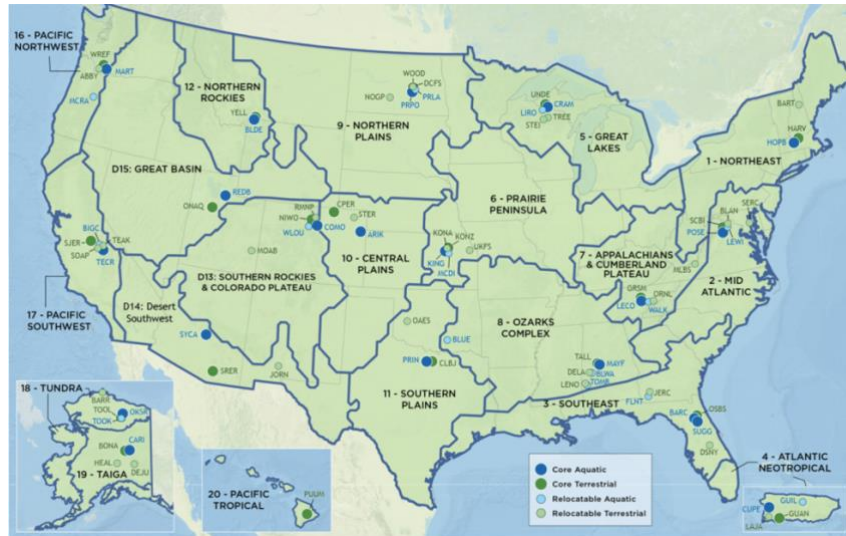 16 - PACIFIC
NORTHWEST
WREF
ABBY
MART
MCRA
12 - NORTHERN
ROCKIES
YELL
BLDE
WOOD
DCFS
NOGP
PRPO
PRLA
9 - NORTHERN
PLAINS
UNDE
LIRO
CRAM
STEI
TREE
5 - GREAT
LAKES
BART
HARV
HOPB
1 - NORTHEAST
D15: GREAT BASIN
REDB
ONAQ
RMNP
CPER
NIWO
STER
WLOU
COMO
ARIK
6 - PRAIRIE
PENINSULA
SERC
BLAN
SCBI
POSE
LEWI
BIGC
SJER
TEAK
SOAP
TECR
MOAB
10 - CENTRAL
PLAINS
KONA
KONZ
UKFS
KING
MCDI
7 - APPALACHIANS
& CUMBERLAND
PLATEAU
MLBS
2 - MID
ATLANTIC
D13: SOUTHERN ROCKIES
& COLORADO PLATEAU
GRSM
ORNL
LECO
WALK
17 - PACIFIC
SOUTHWEST
D14: Desert
Southwest
SYCA
SRER
JORN
OAES
BLUE
PRIN
CLBJ
8 - OZARKS
COMPLEX
TALL
MAYF
DELA
BLWA
TOMB
LENO
11 - SOUTHERN
PLAINS
3 - SOUTHEAST
JERC
FLNT
OSBS
BARC
SUGG
DSNY
4 - ATLANTIC
NEOTROPICAL
18 - TUNDRA
BARR
TOOL
OKSR
TOOK
BONA
CARI
HEAL
DEJU
19 - TAIGA
20 - PACIFIC
TROPICAL
PUUM
Core Aquatic
Core Terrestrial
Relocatable Aquatic
Relocatable Terrestrial
GUIL
CUPE
GUAN
LAJA